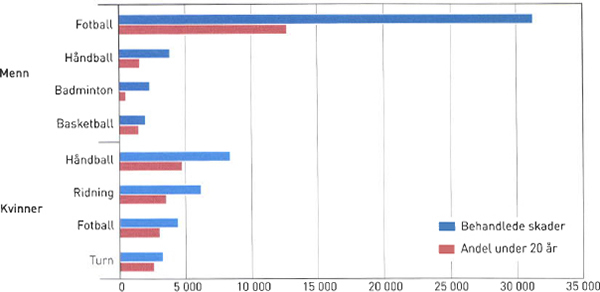 Menn
Fotball
Håndball
Badminton
Basketball
Kvinner
Håndball
Ridning
Fotball
Turn
Behandlede skader
Andel under 20 år
0 5 000 10 000 15 000 20 000 25 000 30 000 35 000